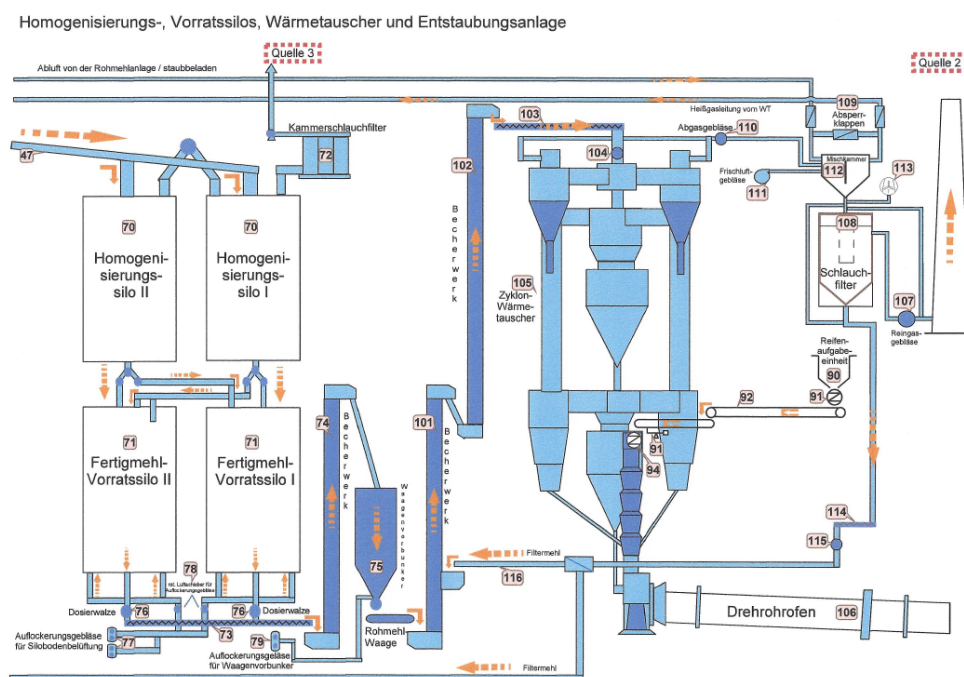 Homogenisierungs-, Vorratssilos, Wärmetauscher und Entstaubungsanlage
Quelle 3
Quelle 2
Abluft von der Rohmehlanlage / staubbeladen
Heißgasleitung vom WT
109
Absperr-
klappen
103
Abgasgebläse
110
Kammerschlauchfilter
72
47
102
Becherwerk
104
Mischkammer
112
113
Frischluft-
gebläse
111
70
Homogeni-
sierungs-
silo II
70
Homogeni-
sierungs-
silo I
105
Zyklon-
Wärme-
tauscher
108
Schlauch-
filter
107
Reingas-
gebläse
Reifen-
aufgabe-
einheit
90
91
92
91
94
71
Fertigmehl-
Vorratssilo II
71
Fertigmehl-
Vorratssilo I
74
Becherwerk
Waagenvorbunker
75
101
Becherwerk
114
115
Filtermehl
116
78
rel. Luftschieber für
Auflockerungsgebläse
Dosierwalze
76
76
Dosierwalze
73
Auflockerungsgebläse
für Silobodenbelüftung
77
79
Auflockerungsgeläse
für Waagenvorbunker
Rohmehl-
Waage
Drehrohrofen
106
Filtermehl